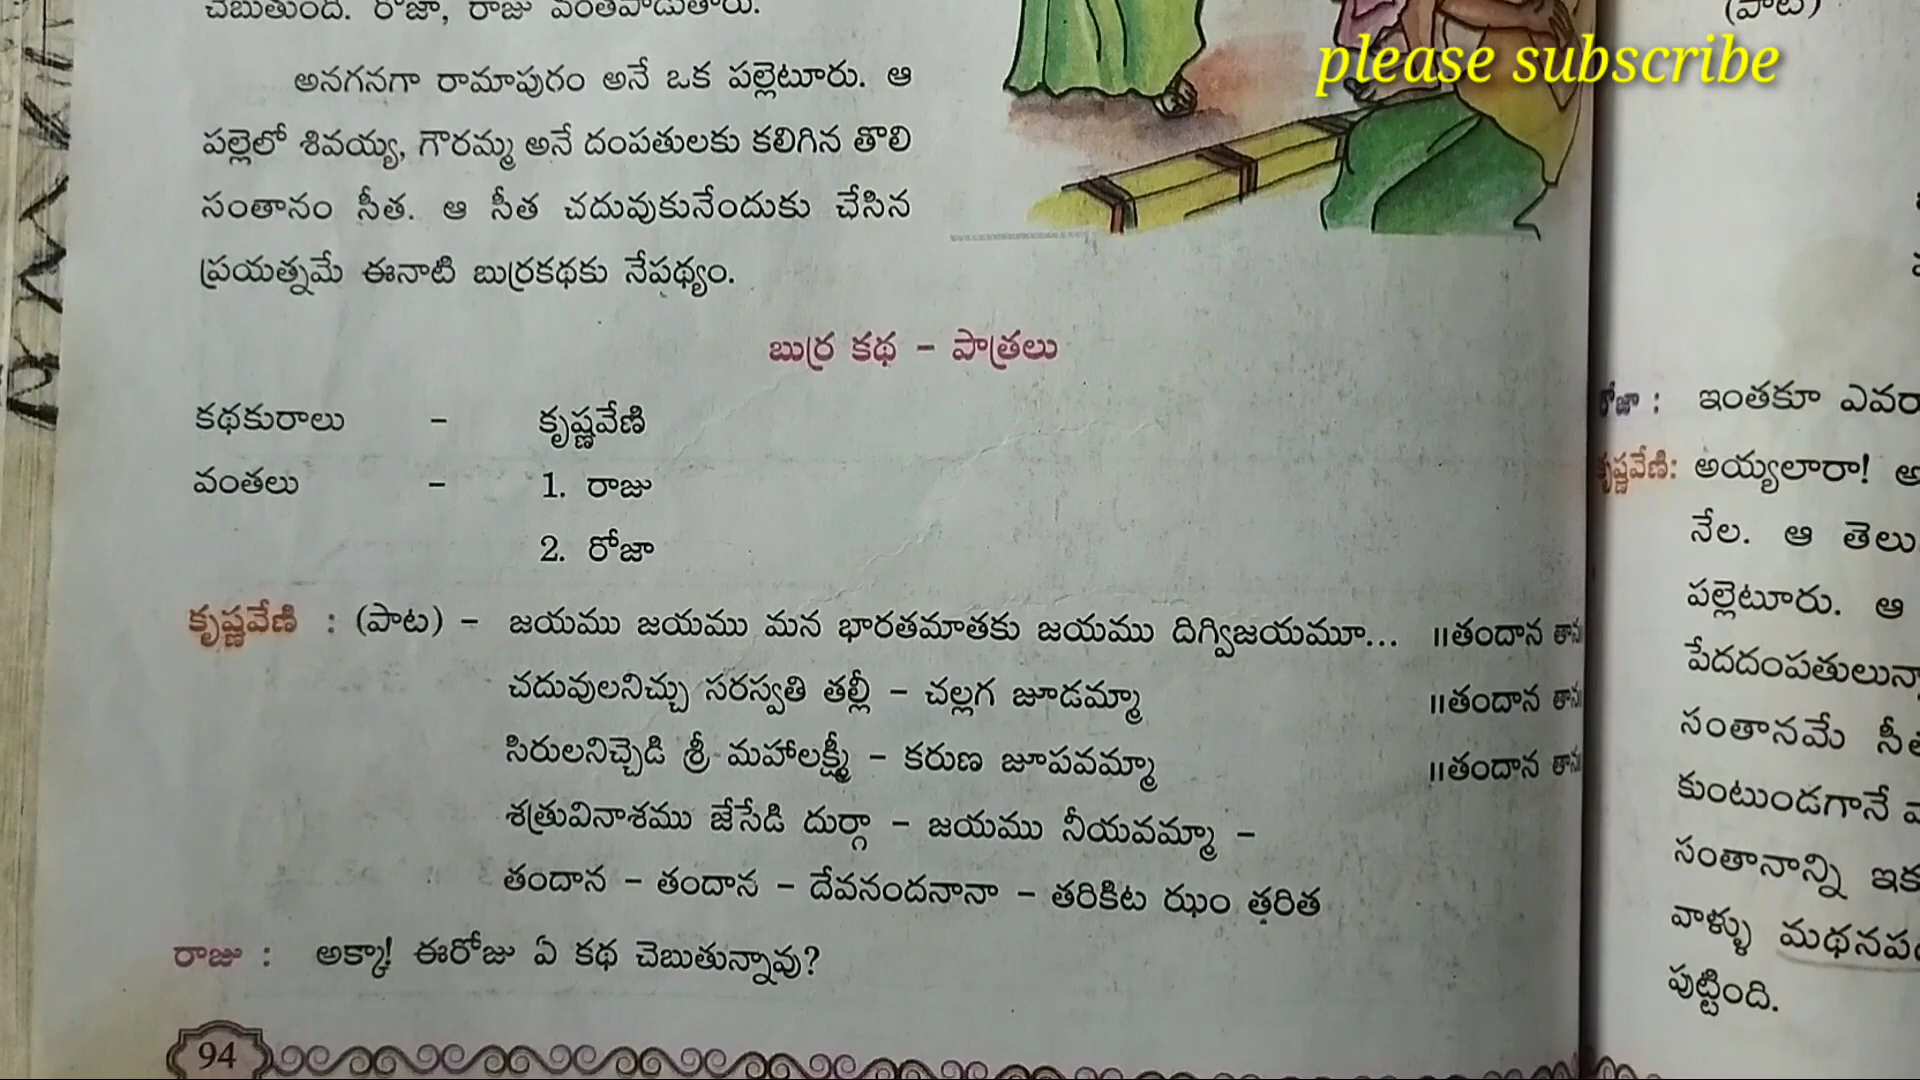 చెబుతుంది. రోజా, రాజు వంతపాడుతారు.
అనగనగా రామాపురం అనే ఒక పల్లెటూరు. ఆ
పల్లెలో శివయ్య, గౌరమ్మ అనే దంపతులకు కలిగిన తొలి
సంతానం సీత. ఆ సీత చదువుకునేందుకు చేసిన
ప్రయత్నమే ఈనాటి బుర్రకథకు నేపథ్యం.
బుర్ర కథ - పాత్రలు
కథకురాలు - కృష్ణవేణి
వంతలు - 1. రాజు
2. రోజా
కృష్ణవేణి : (పాట) - జయము జయము మన భారతమాతకు జయము దిగ్విజయమూ... ॥తందాన తాన
చదువులనిచ్చు సరస్వతి తల్లీ - చల్లగ జూడమ్మా ॥తందాన తాన
సిరులనిచ్చెడి శ్రీ మహాలక్ష్మీ - కరుణ జూపవమ్మా ॥తందాన తాన
శత్రువినాశము జేసేడి దుర్గా - జయము నీయవమ్మా -
తందాన - తందాన - దేవనందనానా - తరికిట ఝం తరిత
రాజు : అక్కా! ఈరోజు ఏ కథ చెబుతున్నావు?
94
please subscribe
(పాట)
రోజా : ఇంతకూ
కృష్ణవేణి: అయ్యలారా!
నేల. ఆ
పల్లెటూరు. ఆ
సంతానమే
కుంటుండగానే
సంతానాన్ని
వాళ్ళు
పుట్టింది.